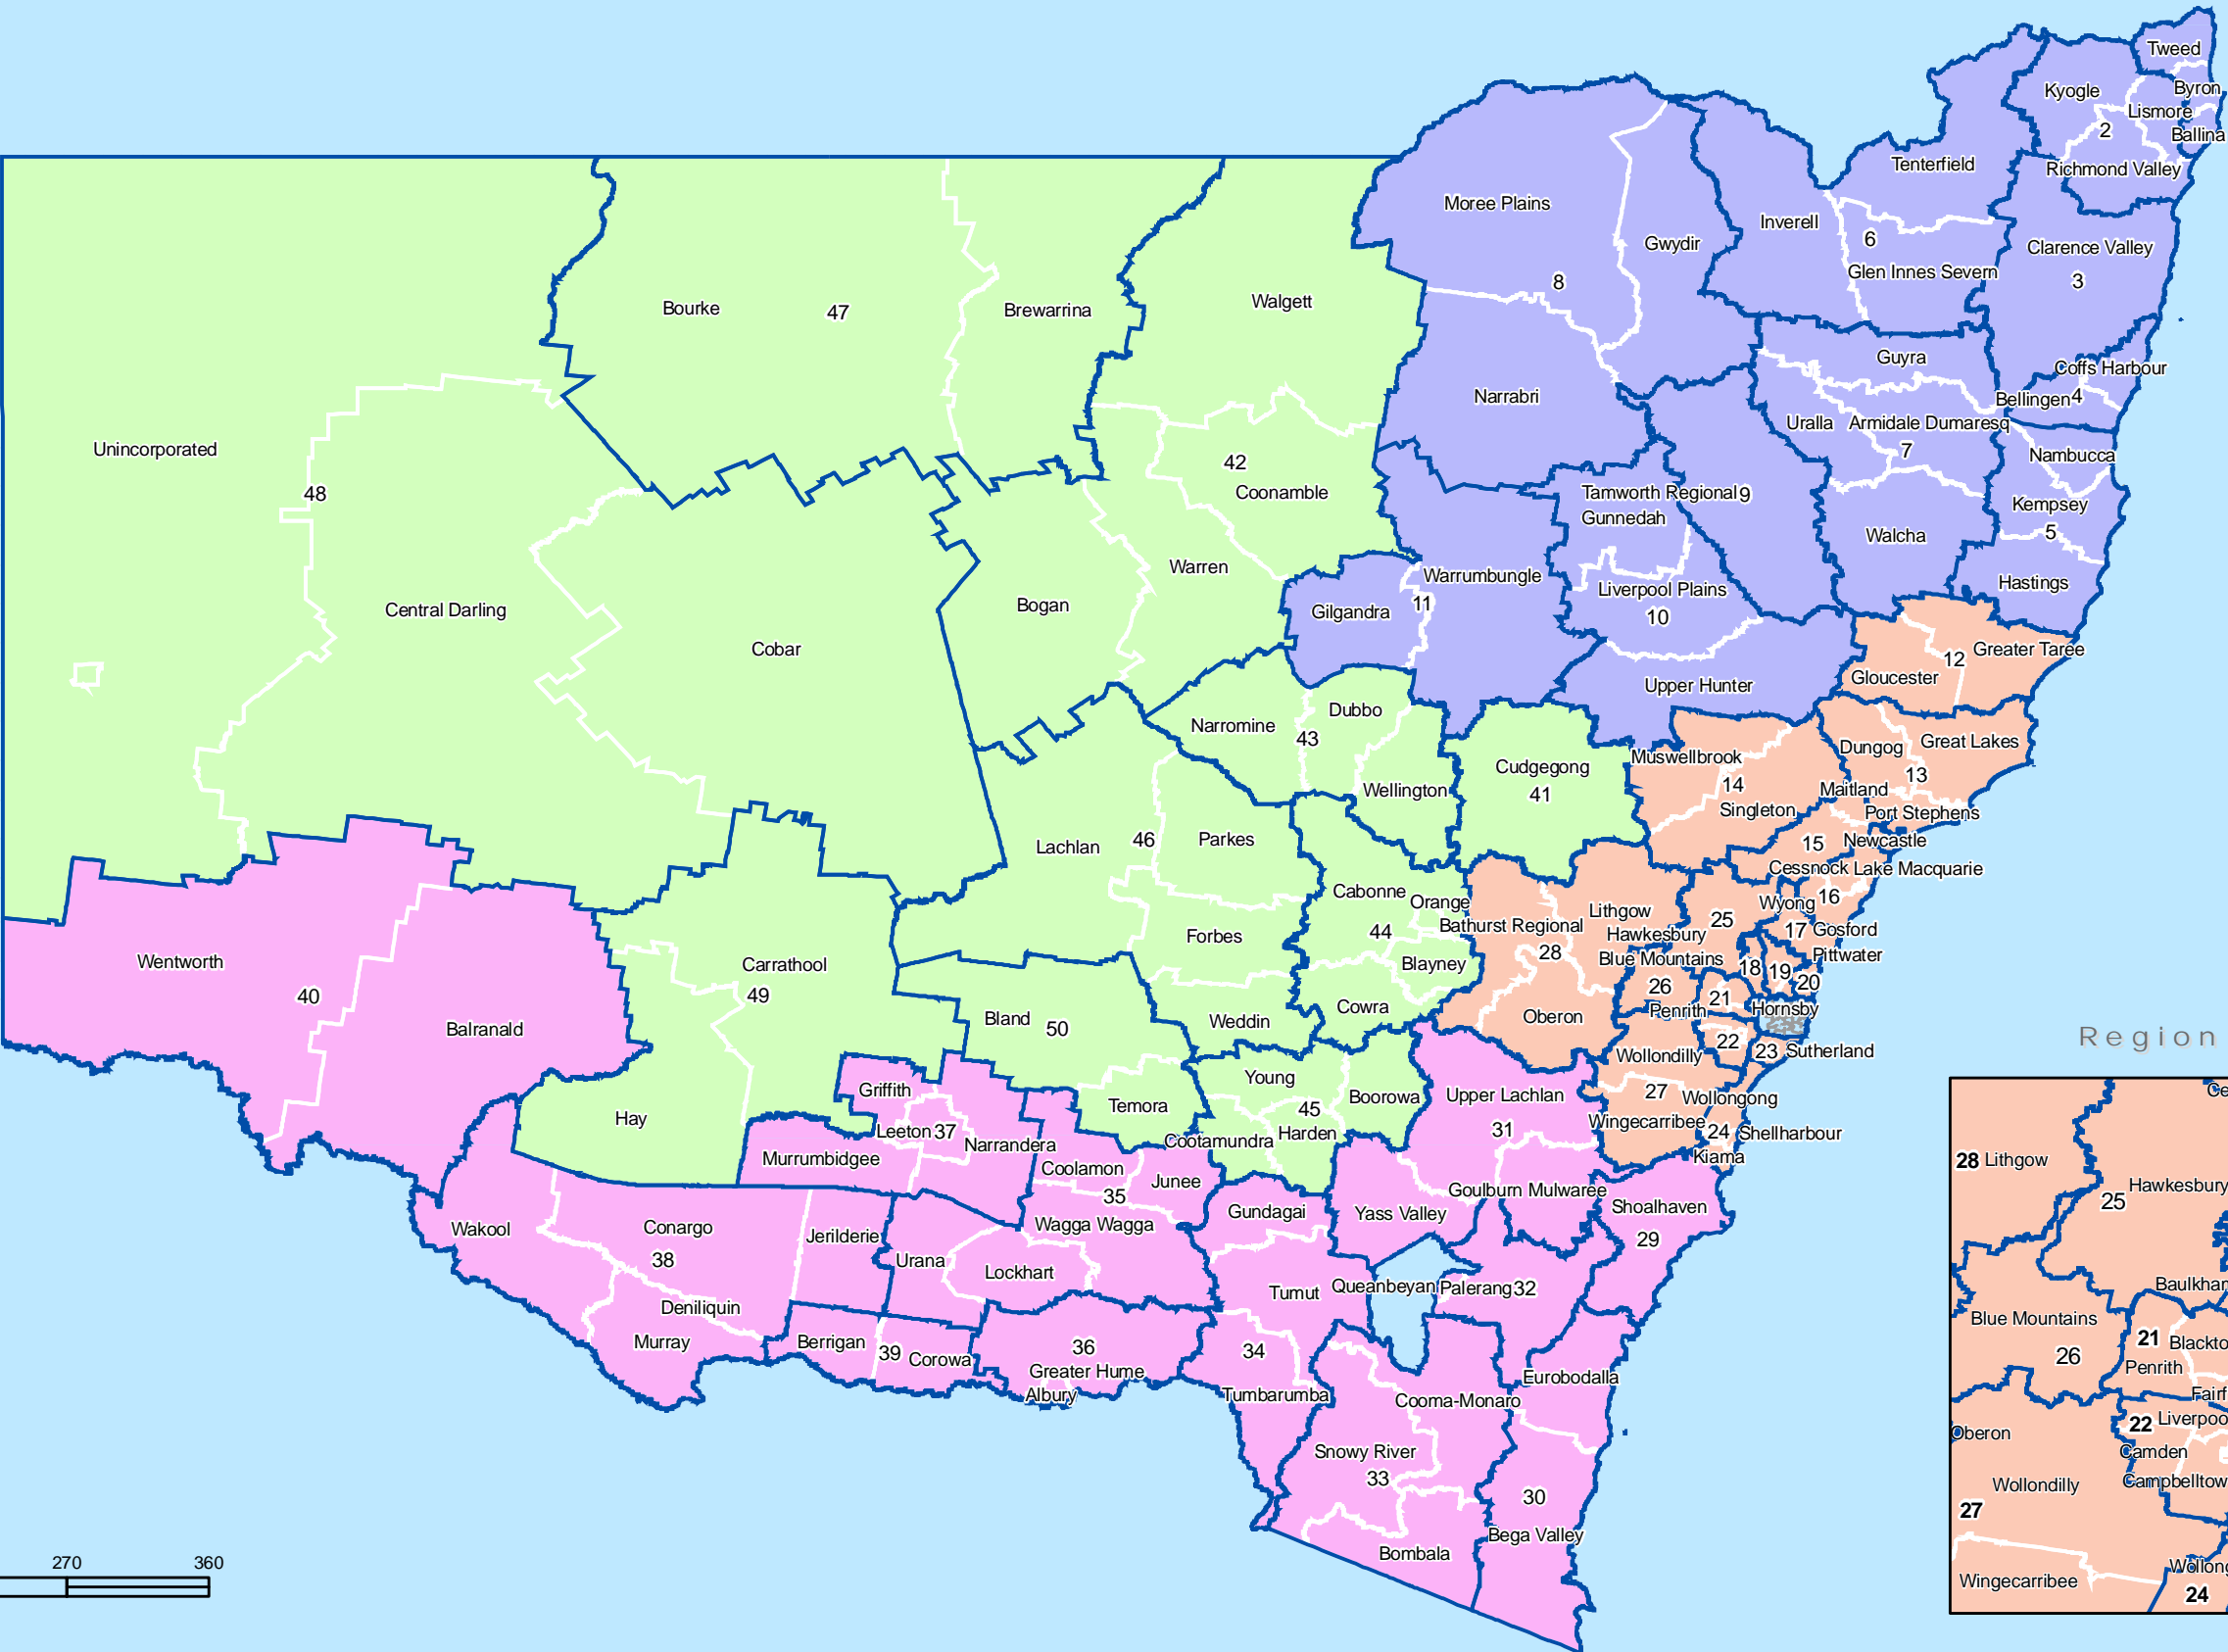 Tweed
Kyogle
Byron
Lismore
2
Ballina
Tenterfield
Richmond Valley
Moree Plains
Inverell
6
Gwydir
Clarence Valley
Glen Innes Severn
3
8
Bourke
47
Brewarrina
Walgett
Guyra
Coffs Harbour
Narrabri
Bellingen
4
Uralla
Armidale Dumaresq
7
Unincorporated
48
42
Coonamble
Nambucca
Tamworth Regional
9
Gunnedah
Kempsey
5
Walcha
Warren
Warrumbungle
Hastings
Liverpool Plains
10
Central Darling
Bogan
Gilgandra
11
Cobar
Greater Taree
12
Gloucester
Upper Hunter
Dubbo
Narromine
43
Dungog
Great Lakes
Muswellbrook
13
Cudgegong
41
14
Wellington
Maitland
Singleton
Port Stephens
Lachlan
46
Parkes
15
Newcastle
Cessnock
Lake Macquarie
Cabonne
Orange
Wyong
16
Bathurst Regional
Lithgow
25
17
Gosford
Forbes
44
Hawkesbury
28
Pittwater
Wentworth
Carrathool
Blayney
Blue Mountains
18
19
40
49
26
21
20
Cowra
Penrith
Hornsby
Balranald
Bland
50
Weddin
Oberon
22
23
Sutherland
Region
Wollondilly
Young
Griffith
Boorowa
Upper Lachlan
27
Wollongong
Hay
Temora
45
Leeton
37
Narrandera
Cootamundra
Harden
31
Wingecarribee
24
Shellharbour
Murrumbidgee
Coolamon
Kiama
Junee
35
Goulburn Mulwaree
Wakool
Conargo
38
Jerilderie
Wagga Wagga
Gundagai
Yass Valley
Shoalhaven
29
Urana
Lockhart
Tumut
Queanbeyan
Palerang
32
Deniliquin
Murray
Berrigan
39
Corowa
36
Greater Hume
Albury
34
Tumbarumba
Eurobodalla
Cooma-Monaro
Snowy River
33
30
Bega Valley
Bombala
270
360
Ce
28
Lithgow
Hawkesbury
25
Baulkhar
Blue Mountains
26
21
Blackto
Penrith
Fairf
22
Liverpoo
Oberon
Camden
Campbelltow
Wollondilly
27
Wollong
Wingecarribee
24